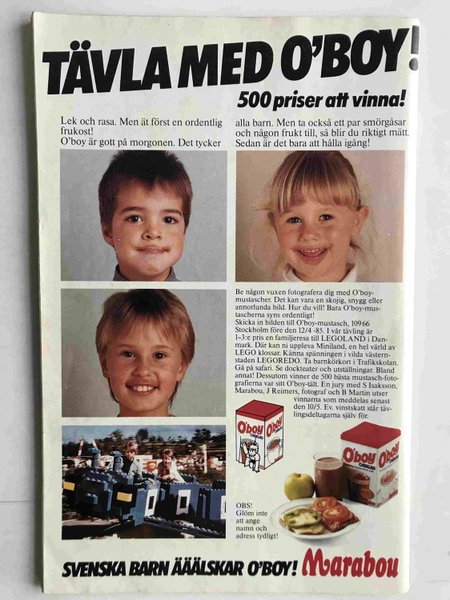 TÄVLA MED O'BOY!
500 priser att vinna!
Lek och rasa. Men ät först en ordentlig
frukost!
O'boy är gott på morgonen. Det tycker
alla barn. Men ta också ett par smörgåsar
och någon frukt till, så blir du riktigt mätt.
Sedan är det bara att hålla igång!
Be någon vuxen fotografera dig med O'boy-
mustascher. Det kan vara en skojig, snygg eller
annorlunda bild. Hur du vill! Bara O'boy-mus-
tascherna syns ordentligt!
Skicka in bilden till O'boy-mustasch, 109 66
Stockholm före den 12/4 -85. I vår tävling är
1–3:e pris en familjeresa till LEGOLAND i Dan-
mark. Där kan ni uppleva Miniland, en hel värld av
LEGO klossar. Känna spänningen i vilda västern-
staden LEGOREDO. Ta barnkörkort i Trafikskolan.
Gå på safari. Se dockteater och utställningar. Bland
annat! Dessutom vinner de 500 bästa mustasch-foto-
grafierna var sitt O'boy-tält. En jury med S Isaksson,
Marabou, J Reimers, fotograf och B Martin utser
vinnarna som meddelas senast
den 10/5. Ev. vinstskatt står täv-
lingsdeltagarna själv för.
O'boy
O'boy
O'boy
O'boy
OBS!
Glöm inte
att ange
namn och
adress tydligt!
SVENSKA BARN ÄÄÄLSKAR O'BOY! Marabou